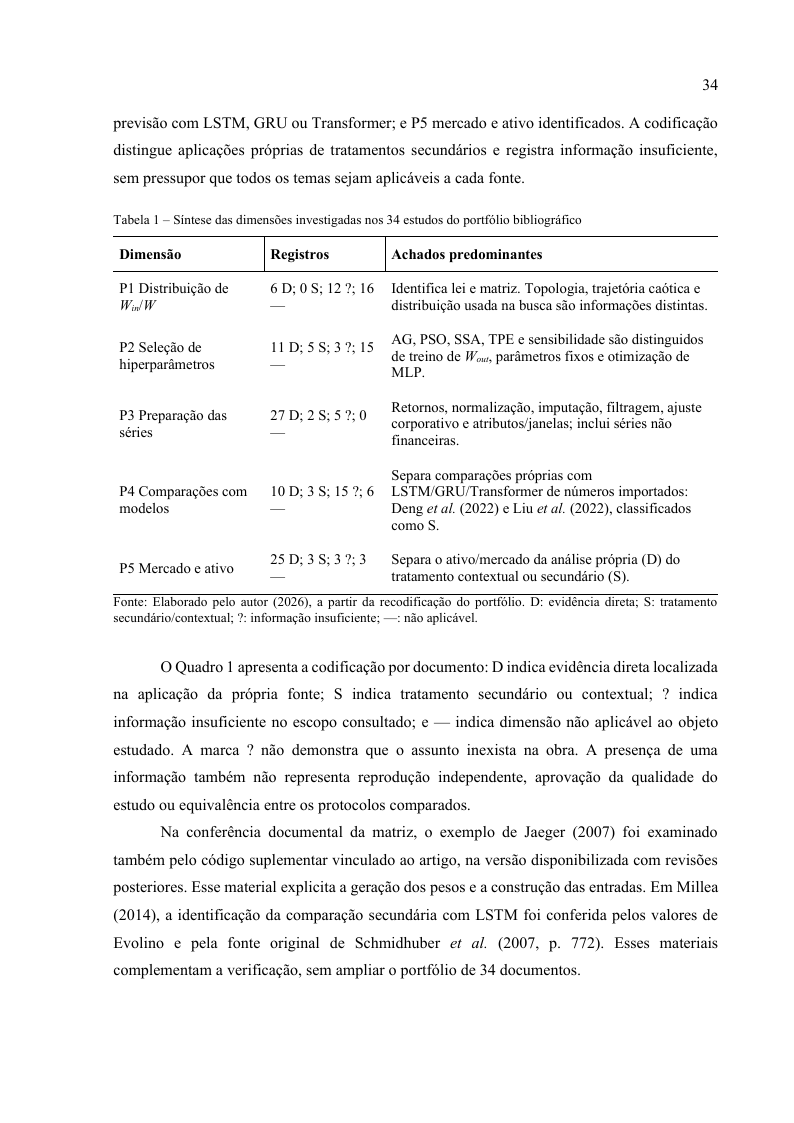 34
previsão com LSTM, GRU ou Transformer; e P5 mercado e ativo identificados. A codificação
distingue aplicações próprias de tratamentos secundários e registra informação insuficiente,
sem pressupor que todos os temas sejam aplicáveis a cada fonte.
Tabela 1 – Síntese das dimensões investigadas nos 34 estudos do portfólio bibliográfico
Dimensão Registros Achados predominantes
P1 Distribuição de
Win/W
6 D; 0 S; 12 ?; 16
—
Identifica lei e matriz. Topologia, trajetória caótica e
distribuição usada na busca são informações distintas.
P2 Seleção de
hiperparâmetros
11 D; 5 S; 3 ?; 15
—
AG, PSO, SSA, TPE e sensibilidade são distinguidos
de treino de Wout, parâmetros fixos e otimização de
MLP.
P3 Preparação das
séries
27 D; 2 S; 5 ?; 0
—
Retornos, normalização, imputação, filtragem, ajuste
corporativo e atributos/janelas; inclui séries não
financeiras.
P4 Comparações com
modelos
10 D; 3 S; 15 ?; 6
—
Separa comparações próprias com
LSTM/GRU/Transformer de números importados:
Deng et al. (2022) e Liu et al. (2022), classificados
como S.
P5 Mercado e ativo
25 D; 3 S; 3 ?; 3
—
Separa o ativo/mercado da análise própria (D) do
tratamento contextual ou secundário (S).
Fonte: Elaborado pelo autor (2026), a partir da recodificação do portfólio. D: evidência direta; S: tratamento
secundário/contextual; ?: informação insuficiente; —: não aplicável.
O Quadro 1 apresenta a codificação por documento: D indica evidência direta localizada
na aplicação da própria fonte; S indica tratamento secundário ou contextual; ? indica
informação insuficiente no escopo consultado; e — indica dimensão não aplicável ao objeto
estudado. A marca ? não demonstra que o assunto inexista na obra. A presença de uma
informação também não representa reprodução independente, aprovação da qualidade do
estudo ou equivalência entre os protocolos comparados.
Na conferência documental da matriz, o exemplo de Jaeger (2007) foi examinado
também pelo código suplementar vinculado ao artigo, na versão disponibilizada com revisões
posteriores. Esse material explicita a geração dos pesos e a construção das entradas. Em Millea
(2014), a identificação da comparação secundária com LSTM foi conferida pelos valores de
Evolino e pela fonte original de Schmidhuber et al. (2007, p. 772). Esses materiais
complementam a verificação, sem ampliar o portfólio de 34 documentos.